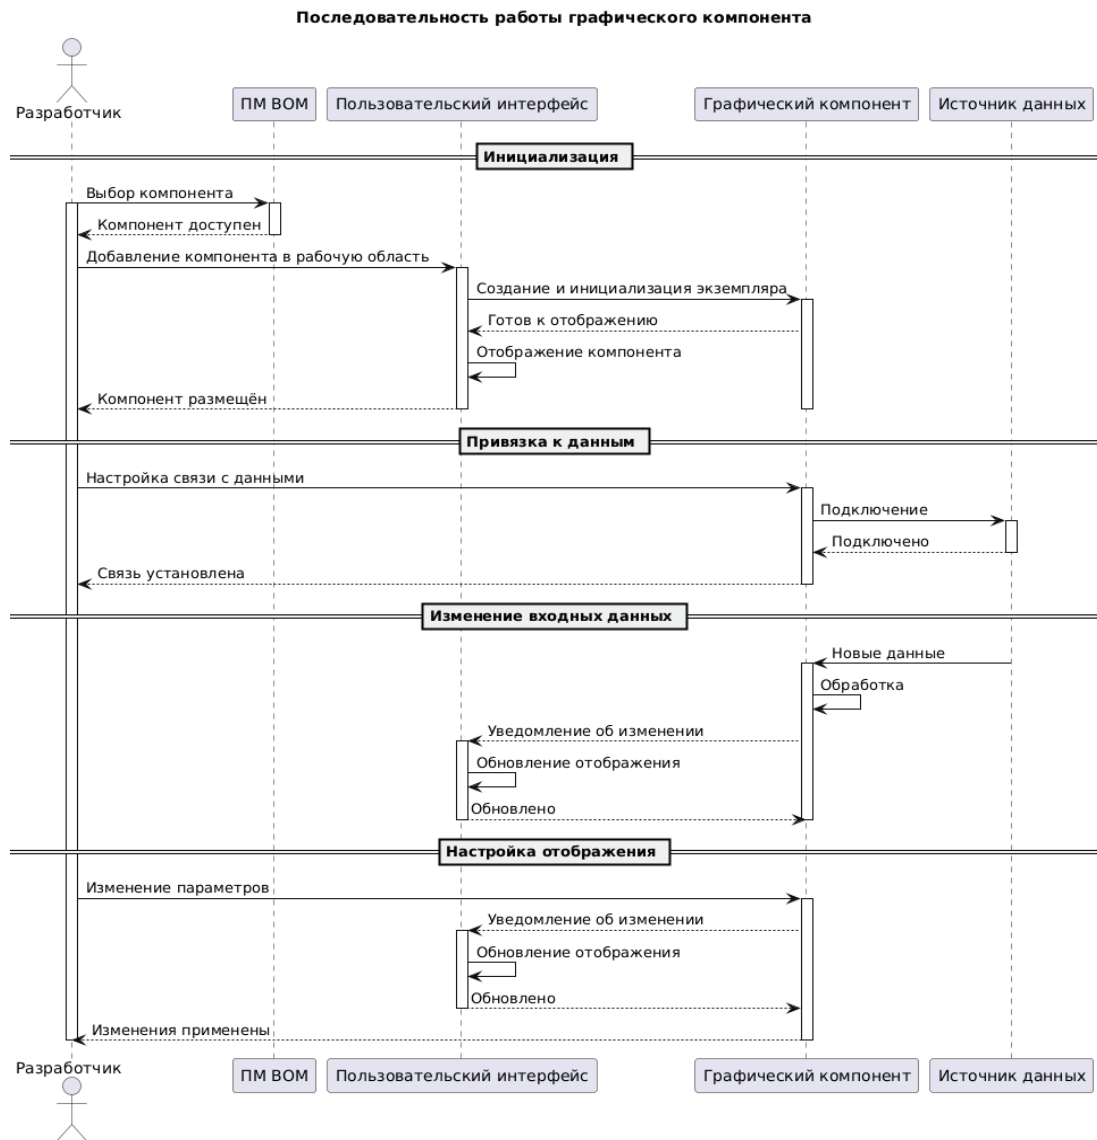 Последовательность работы графического компонента
Разработчик
ПМ ВОМ
Пользовательский интерфейс
Графический компонент
Источник данных
Инициализация
Выбор компонента
Компонент доступен
Добавление компонента в рабочую область
Создание и инициализация экземпляра
Готов к отображению
Отображение компонента
Компонент размещён
Привязка к данным
Настройка связи с данными
Подключение
Подключено
Связь установлена
Изменение входных данных
Новые данные
Обработка
Уведомление об изменении
Обновление отображения
Обновлено
Настройка отображения
Изменение параметров
Уведомление об изменении
Обновление отображения
Обновлено
Изменения применены
Разработчик
ПМ ВОМ
Пользовательский интерфейс
Графический компонент
Источник данных